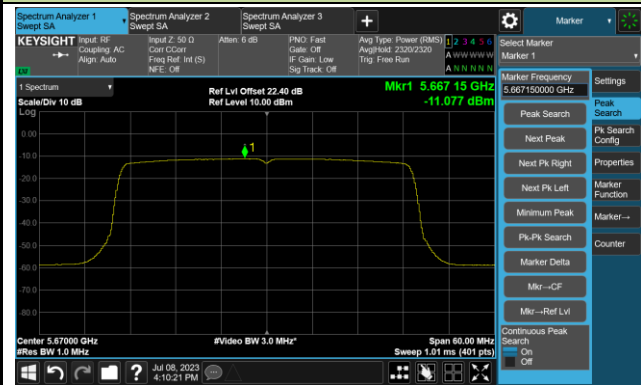 Spectrum Analyzer 1
Swept SA
Spectrum Analyzer 2
Swept SA
Spectrum Analyzer 3
Swept SA
+
Marker
KEYSIGHT
Input: RF
Coupling: AC
Align: Auto
Input Z: 50 Ω
Corr CCorr
Freq Ref: Int (S)
NFE: Off
Atten: 6 dB
PNO: Fast
Gate: Off
IF Gain: Low
Sig Track: Off
Avg Type: Power (RMS)
Avg|Hold: 2320/2320
Trig: Free Run
1 2 3 4 5 6
A W W W W W
A N N N N N
LXI
Select Marker
Marker 1
1 Spectrum
Scale/Div 10 dB
Log
Ref Lvl Offset 22.40 dB
Ref Level 10.00 dBm
Mkr1 5.667 15 GHz
-11.077 dBm
0.00
-10.0
-20.0
-30.0
-40.0
-50.0
-60.0
-70.0
-80.0
1
Center 5.67000 GHz
#Res BW 1.0 MHz
#Video BW 3.0 MHz*
Span 60.00 MHz
Sweep 1.01 ms (401 pts)
Marker Frequency
5.667150000 GHz
Peak Search
Next Peak
Next Pk Right
Next Pk Left
Minimum Peak
Pk-Pk Search
Marker Delta
Mkr→CF
Mkr→Ref Lvl
Continuous Peak
Search
On
Off
Settings
Peak
Search
Pk Search
Config
Properties
Marker
Function
Marker→
Counter
?
Jul 08, 2023
4:10:21 PM